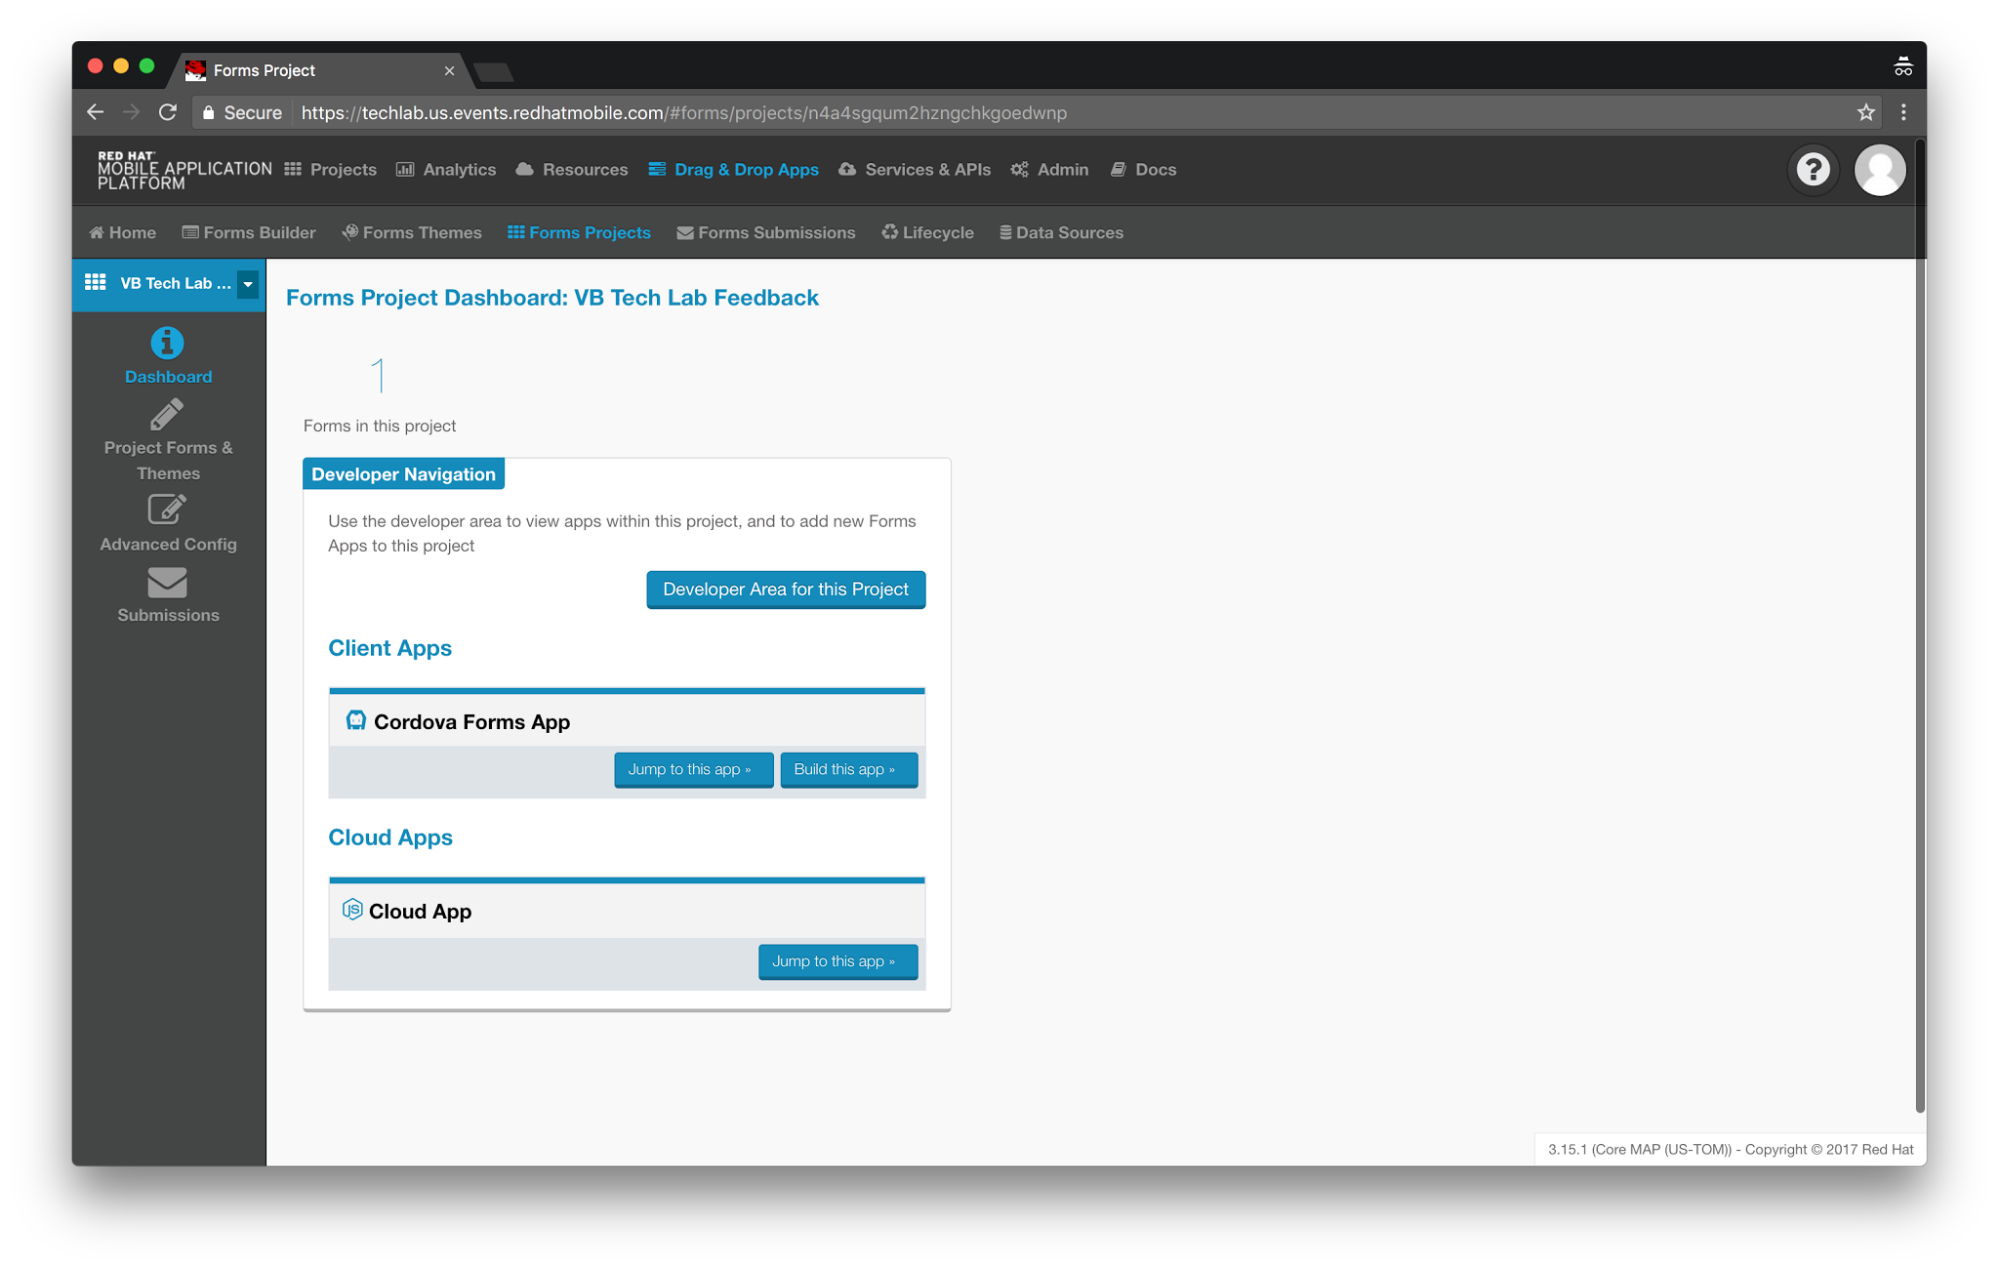 Forms Project
Secure https://techlab.us.events.redhatmobile.com/#forms/projects/n4a4sgqum2hzngchkgoedwnp
RED HAT
MOBILE APPLICATION
PLATFORM
Projects Analytics Resources Drag & Drop Apps Services & APIs Admin Docs
Home Forms Builder Forms Themes Forms Projects Forms Submissions Lifecycle Data Sources
VB Tech Lab ...
Dashboard
Project Forms &
Themes
Advanced Config
Submissions
Forms Project Dashboard: VB Tech Lab Feedback
1
Forms in this project
Developer Navigation
Use the developer area to view apps within this project, and to add new Forms
Apps to this project
Developer Area for this Project
Client Apps
Cordova Forms App
Jump to this app » Build this app »
Cloud Apps
JS Cloud App
Jump to this app »
3.15.1 (Core MAP (US-TOM)) - Copyright © 2017 Red Hat